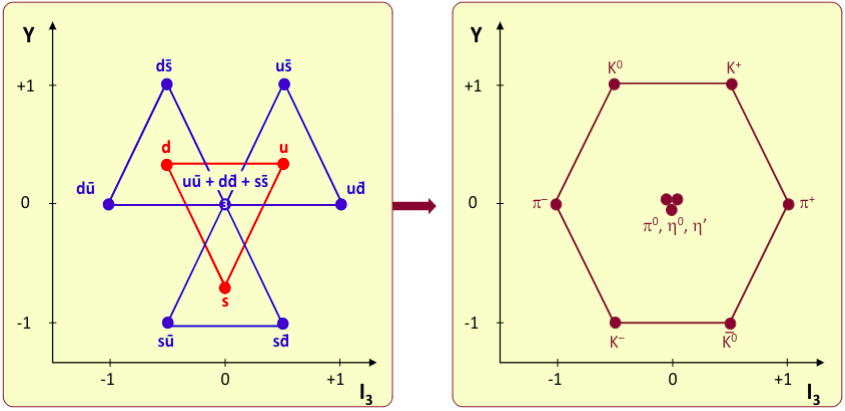 Y
ds̄
us̄
+1
d
u
uū + dd̄ + ss̄
dū
ud̄
0
3
s
-1
sū
sd̄
-1
0
+1
I₃
Y
K⁰
K⁺
+1
0
π⁻
π⁺
π⁰, η⁰, η′
-1
K⁻
K̄⁰
-1
0
+1
I₃